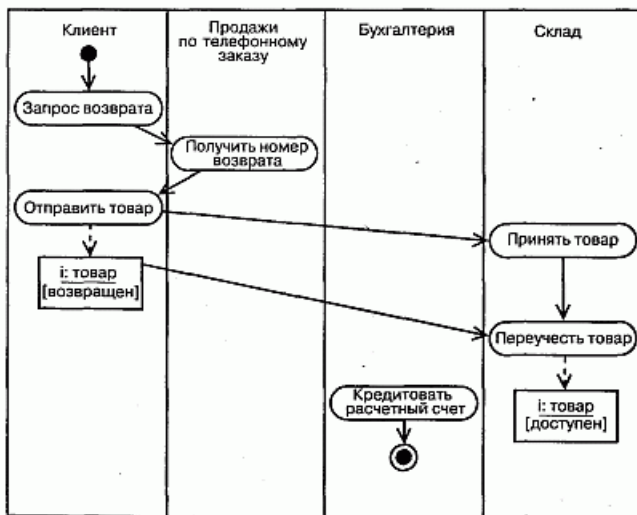 Клиент
Продажи
по телефонному
заказу
Бухгалтерия
Склад
Запрос возврата
Получить номер
возврата
Отправить товар
Принять товар
i: товар
[возвращен]
Переучесть товар
Кредитовать
расчетный счет
i: товар
[доступен]